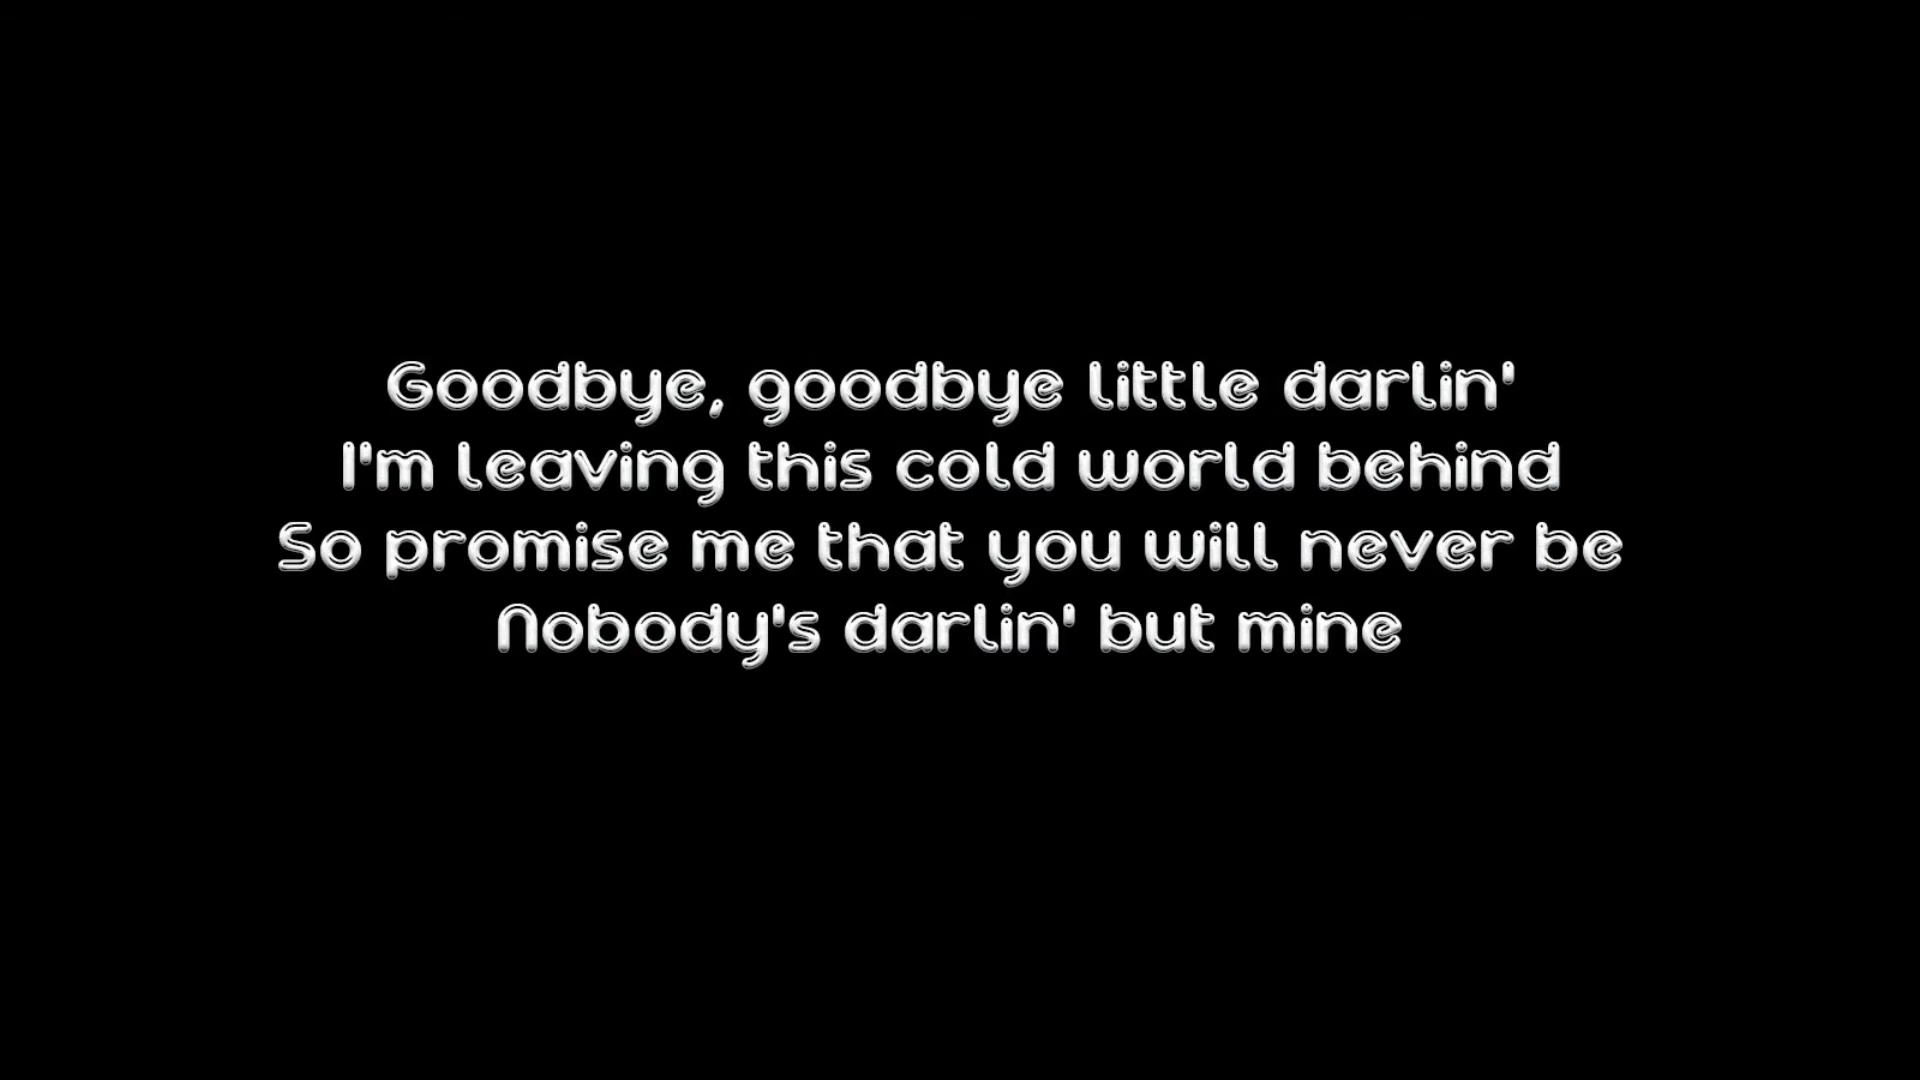 Goodbye, goodbye little darlin'
I'm leaving this cold world behind
So promise me that you will never be
Nobody's darlin' but mine